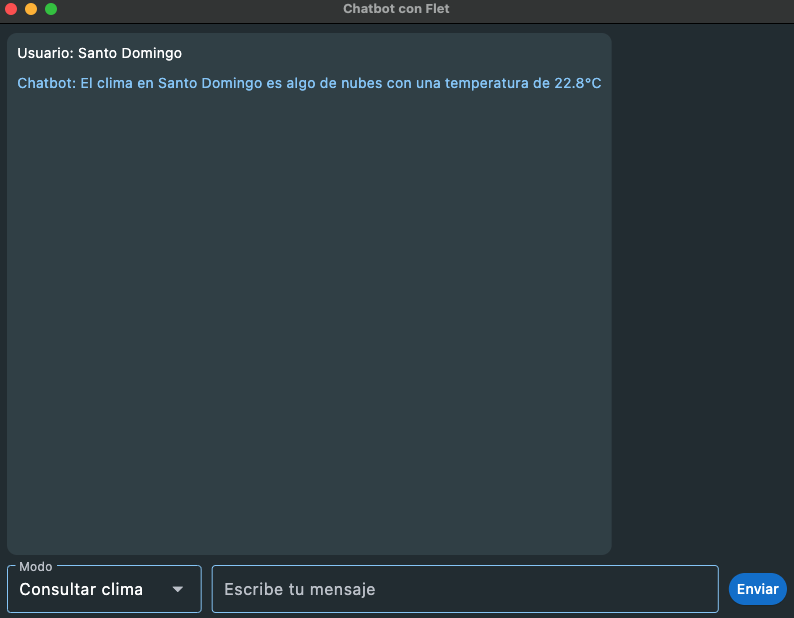 Chatbot con Flet
Usuario: Santo Domingo
Chatbot: El clima en Santo Domingo es algo de nubes con una temperatura de 22.8°C
Modo
Consultar clima
Escribe tu mensaje
Enviar